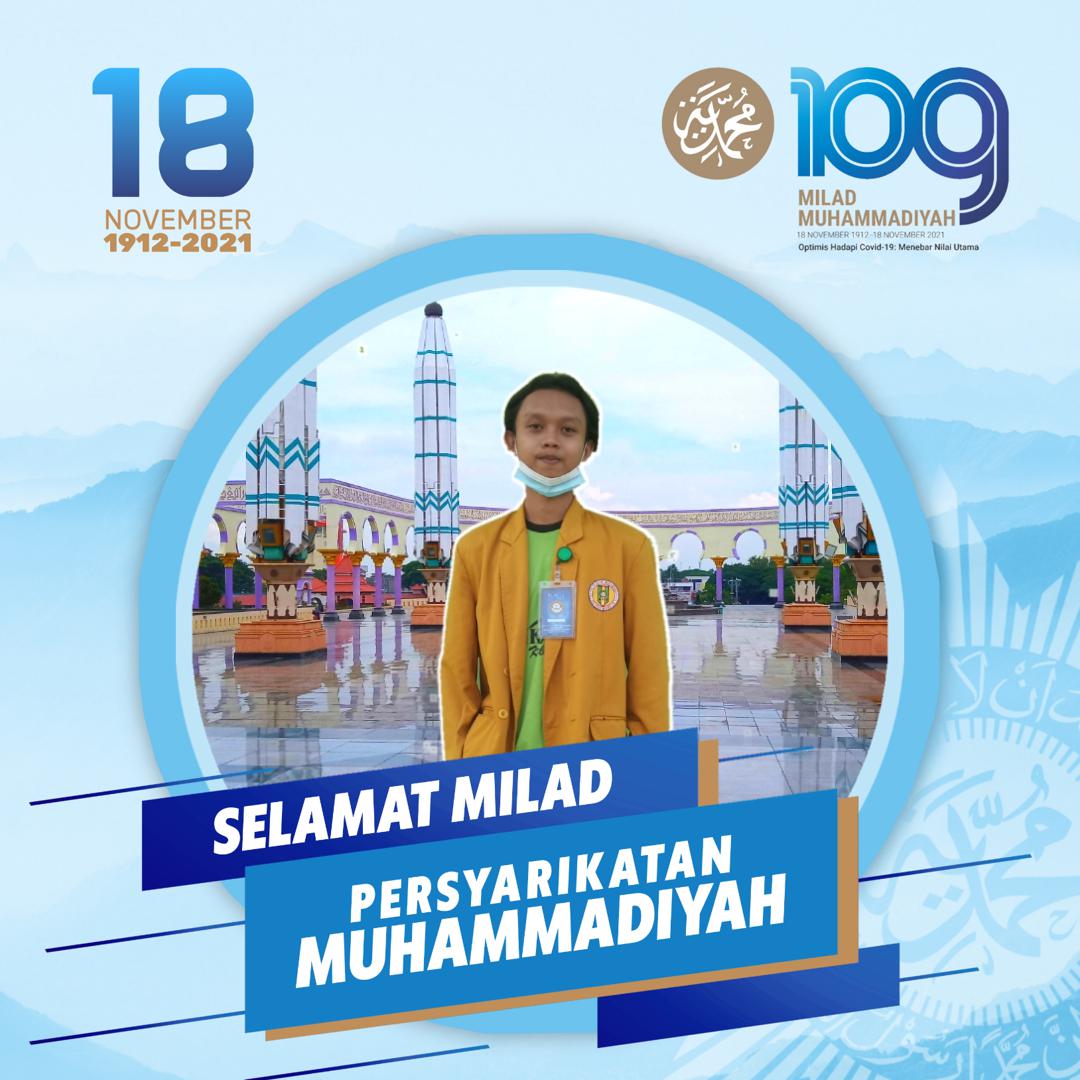 18
NOVEMBER
1912-2021
محمدية
109
MILAD
MUHAMMADIYAH
18 NOVEMBER 1912-18 NOVEMBER 2021
Optimis Hadapi Covid-19: Menebar Nilai Utama
SELAMAT MILAD
PERSYARIKATAN
MUHAMMADIYAH